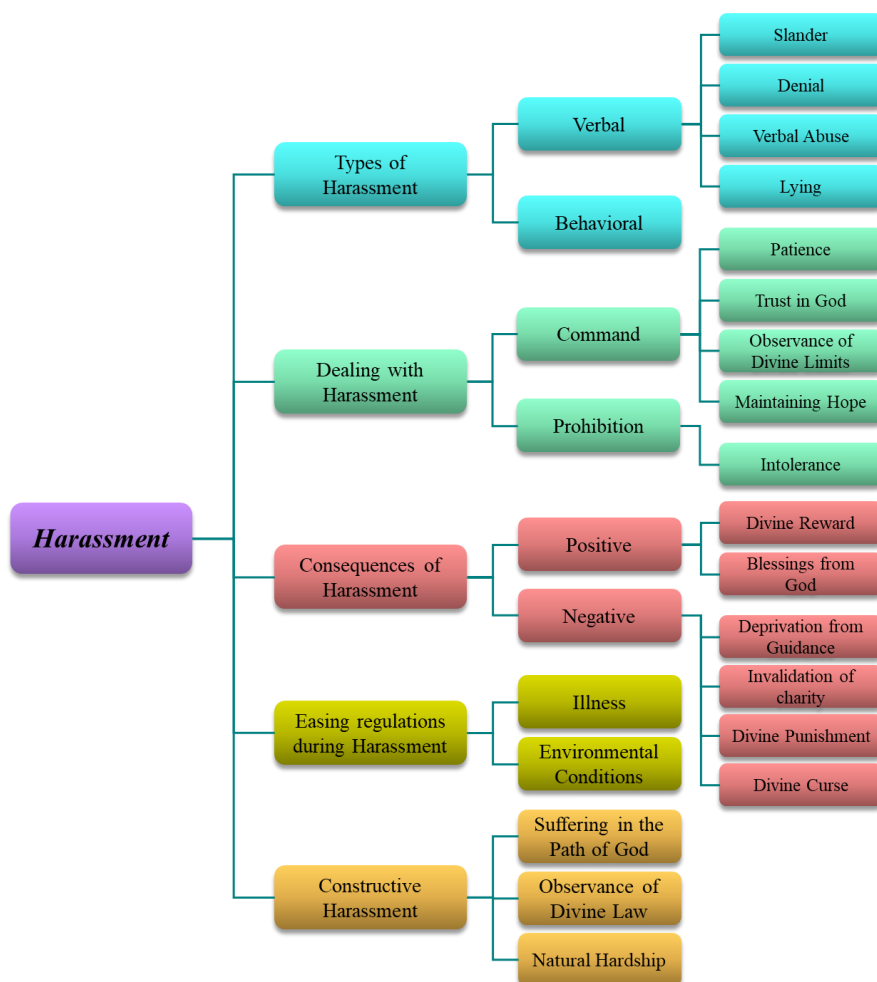 Harassment
Types of
Harassment
Verbal
Slander
Denial
Verbal Abuse
Lying
Behavioral
Dealing with
Harassment
Command
Patience
Trust in God
Observance of
Divine Limits
Maintaining Hope
Prohibition
Intolerance
Consequences of
Harassment
Positive
Divine Reward
Blessings from
God
Negative
Deprivation from
Guidance
Invalidation of
charity
Divine Punishment
Divine Curse
Easing regulations
during Harassment
Illness
Environmental
Conditions
Constructive
Harassment
Suffering in the
Path of God
Observance of
Divine Law
Natural Hardship